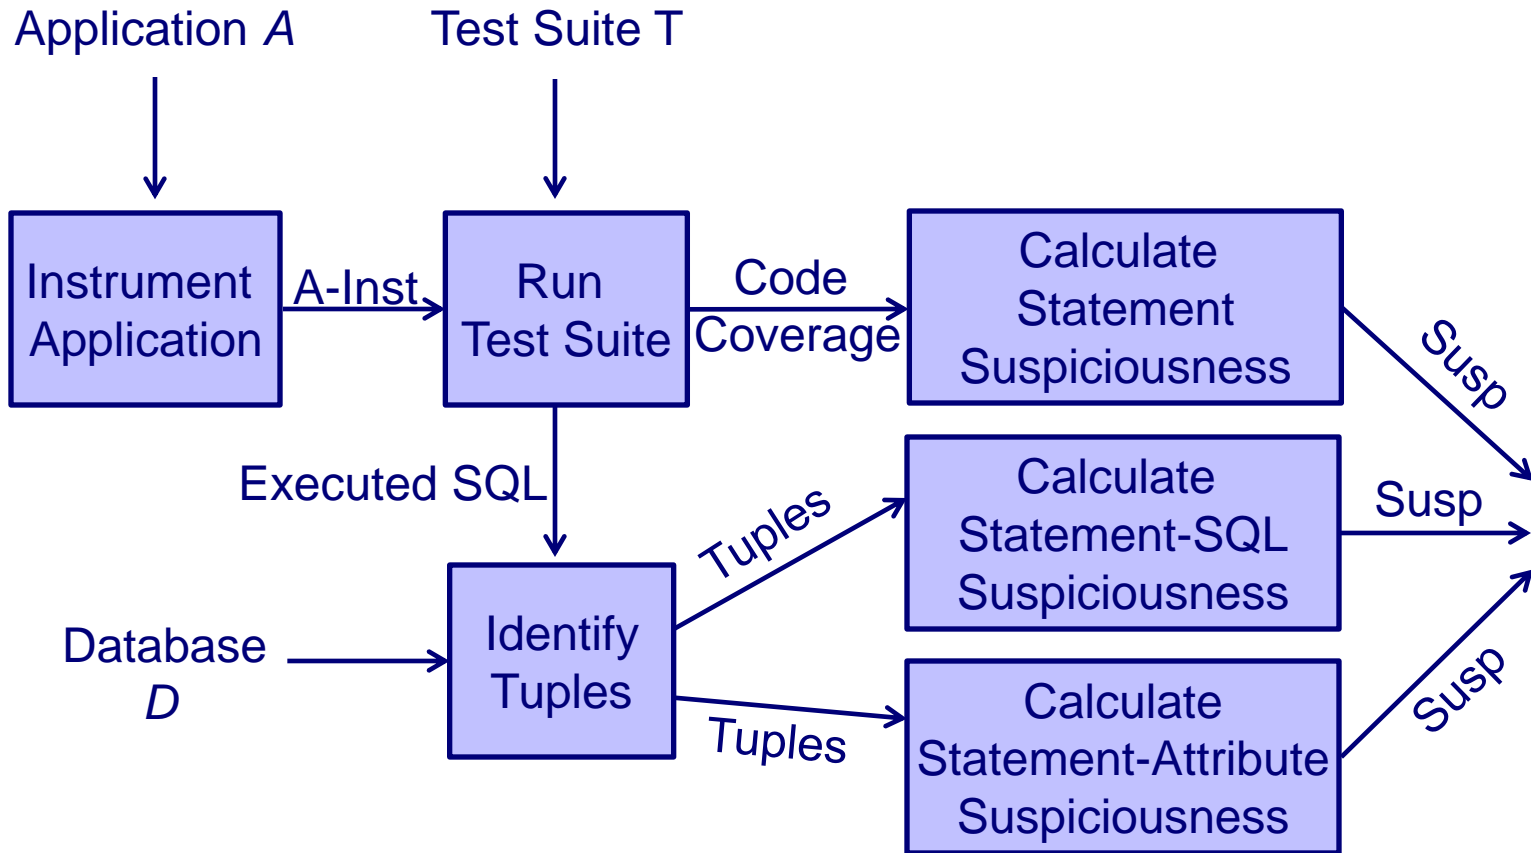 Application A
Test Suite T
Instrument
Application
A-Inst
Run
Test Suite
Code
Coverage
Calculate
Statement
Suspiciousness
Susp
Executed SQL
Tuples
Calculate
Statement-SQL
Suspiciousness
Susp
Database
D
Identify
Tuples
Tuples
Calculate
Statement-Attribute
Suspiciousness
Susp